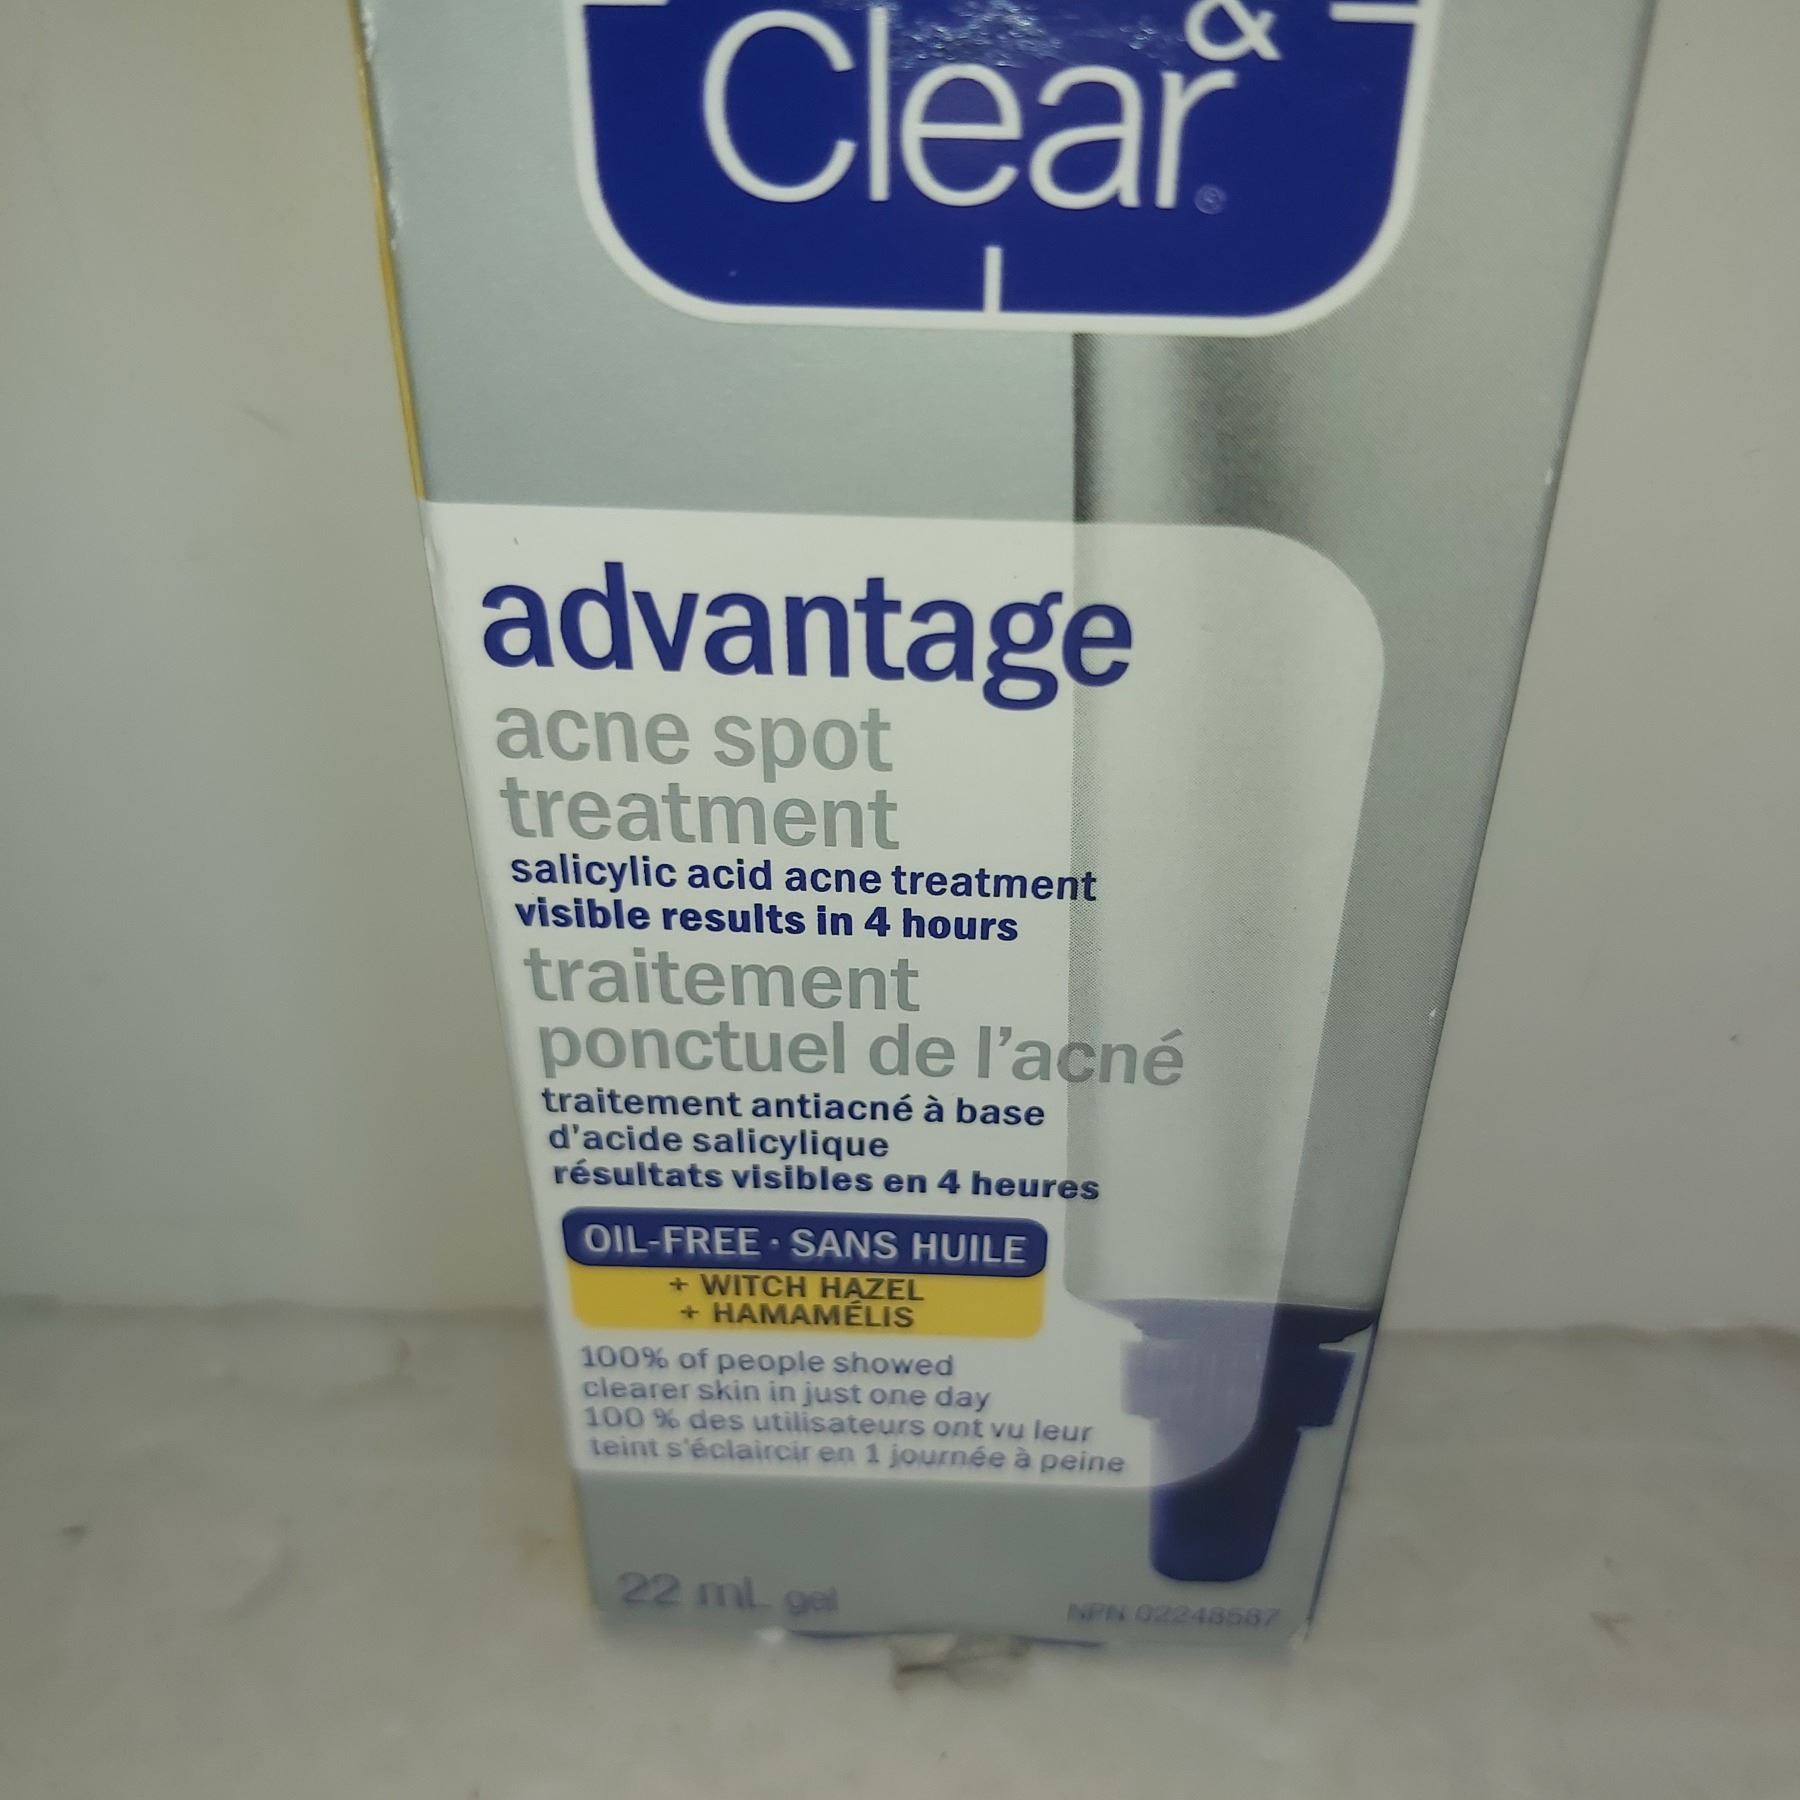 &
Clear®
advantage
acne spot
treatment
salicylic acid acne treatment
visible results in 4 hours
traitement
ponctuel de l'acné
traitement antiacné à base
d'acide salicylique
résultats visibles en 4 heures
OIL-FREE · SANS HUILE
+ WITCH HAZEL
+ HAMAMÉLIS
100% of people showed
clearer skin in just one day
100 % des utilisateurs ont vu leur
teint s'éclaircir en 1 journée à peine
22 mL gel
NPN 02248587